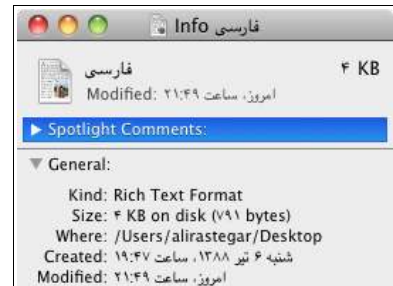 فارسی Info
فارسی ۴ KB
Modified: امروز، ساعت ۲۱:۴۹
Spotlight Comments:
General:
Kind: Rich Text Format
Size: ۴ KB on disk (۷۹۱ bytes)
Where: /Users/alirastegar/Desktop
Created: شنبه ۶ تیر ۱۳۸۸، ساعت ۱۹:۴۷
Modified: امروز، ساعت ۲۱:۴۹